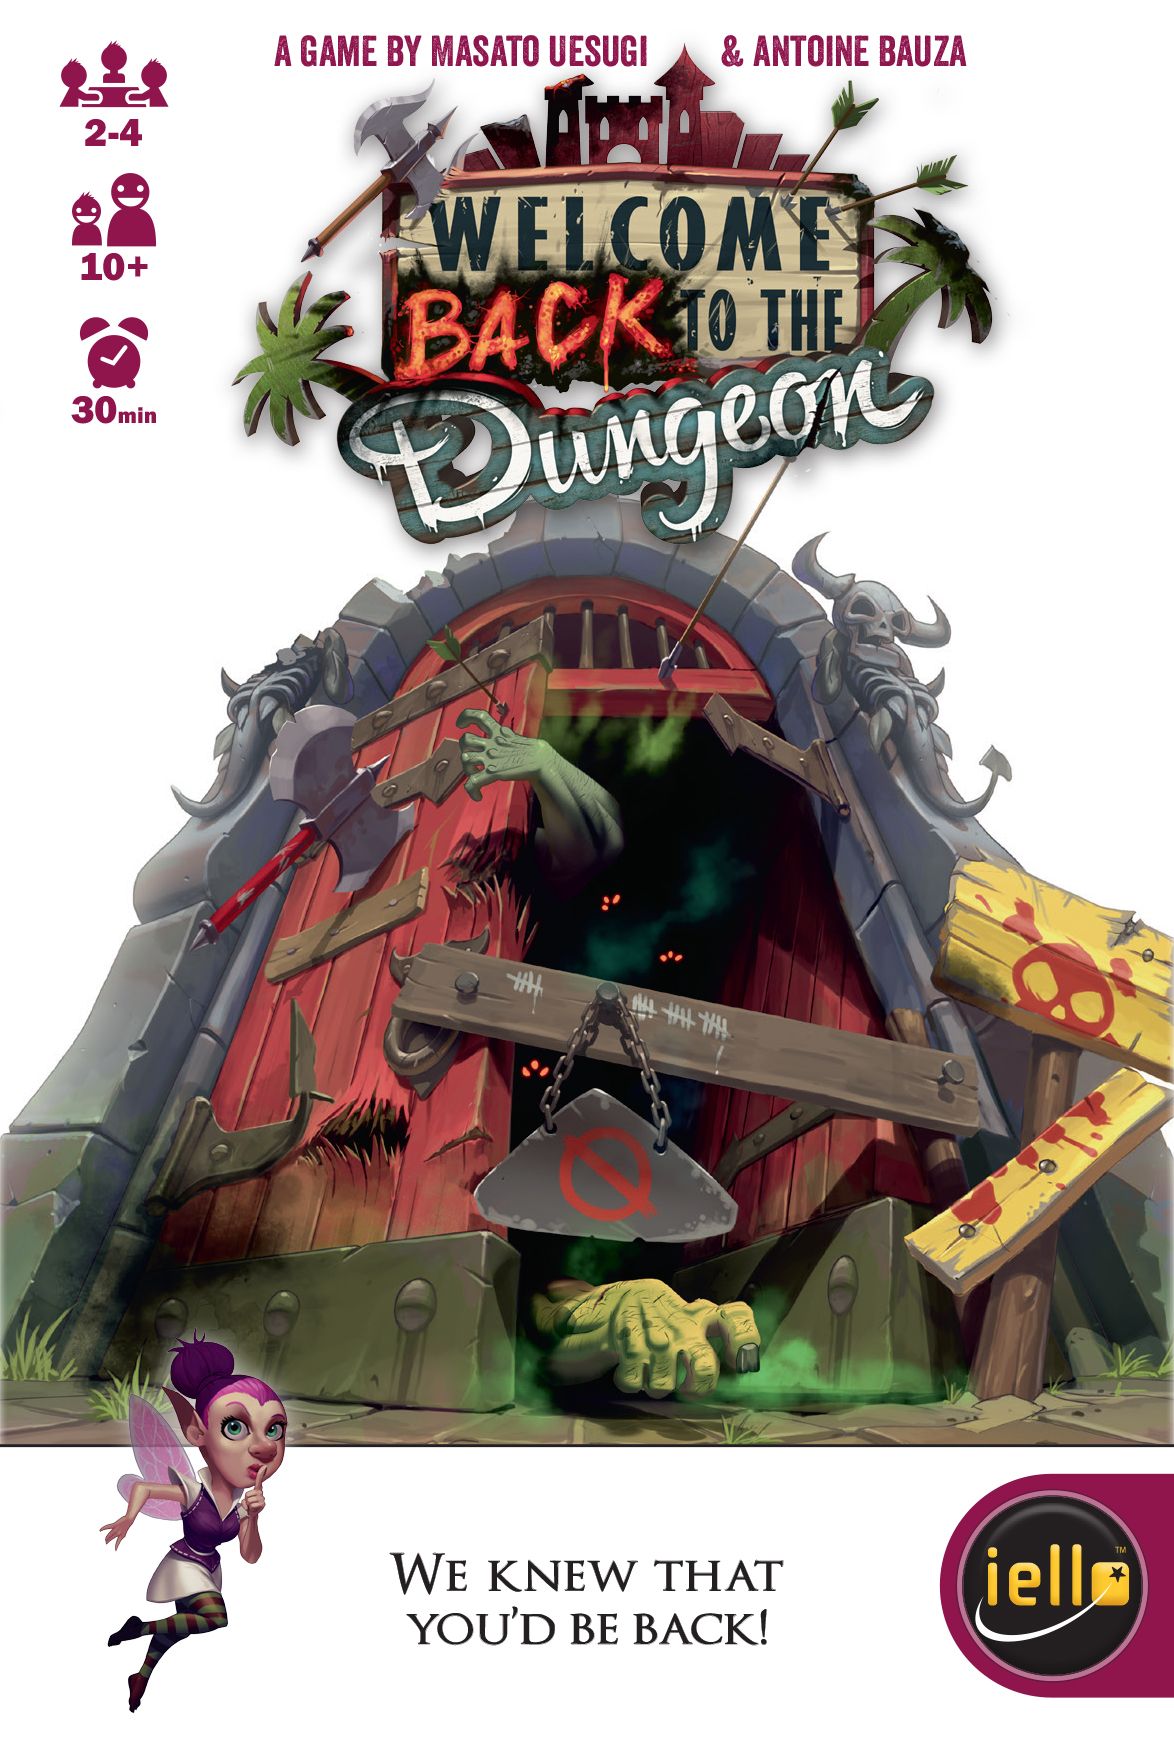 A GAME BY MASATO UESUGI & ANTOINE BAUZA
2-4
10+
30min
WELCOME
BACK TO THE
Dungeon
WE KNEW THAT
YOU'D BE BACK!
iello™